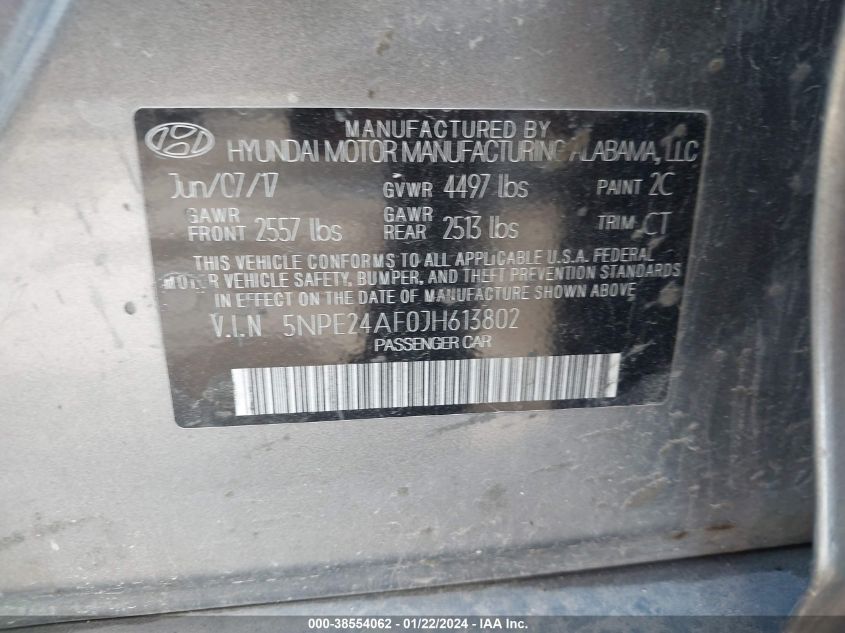 MANUFACTURED BY
HYUNDAI MOTOR MANUFACTURING ALABAMA, LLC
Jun/07/17 GVWR 4497 lbs PAINT 2C
GAWR FRONT 2557 lbs GAWR REAR 2513 lbs TRIM CT
THIS VEHICLE CONFORMS TO ALL APPLICABLE U.S.A. FEDERAL
MOTOR VEHICLE SAFETY, BUMPER, AND THEFT PREVENTION STANDARDS
IN EFFECT ON THE DATE OF MANUFACTURE SHOWN ABOVE
V.I.N 5NPE24AF0JH613802
PASSENGER CAR
000-38554062 - 01/22/2024 - IAA Inc.